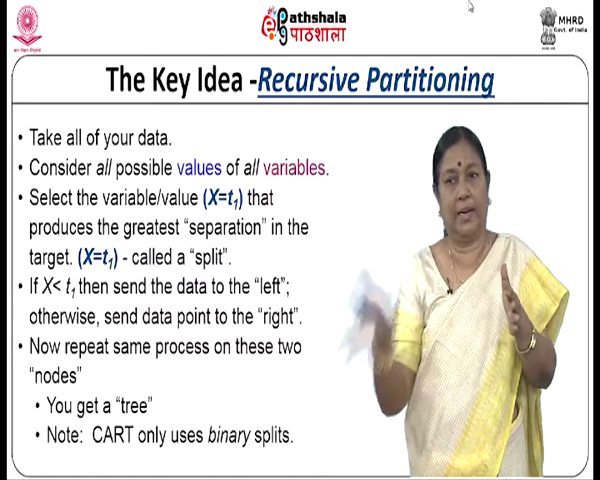 ePathshala
पाठशाला
MHRD
Govt. of India
The Key Idea -Recursive Partitioning
• Take all of your data.
• Consider all possible values of all variables.
• Select the variable/value (X=t1) that
produces the greatest “separation” in the
target. (X=t1) - called a “split”.
• If X< t1 then send the data to the “left”;
otherwise, send data point to the “right”.
• Now repeat same process on these two
“nodes”
• You get a “tree”
• Note: CART only uses binary splits.